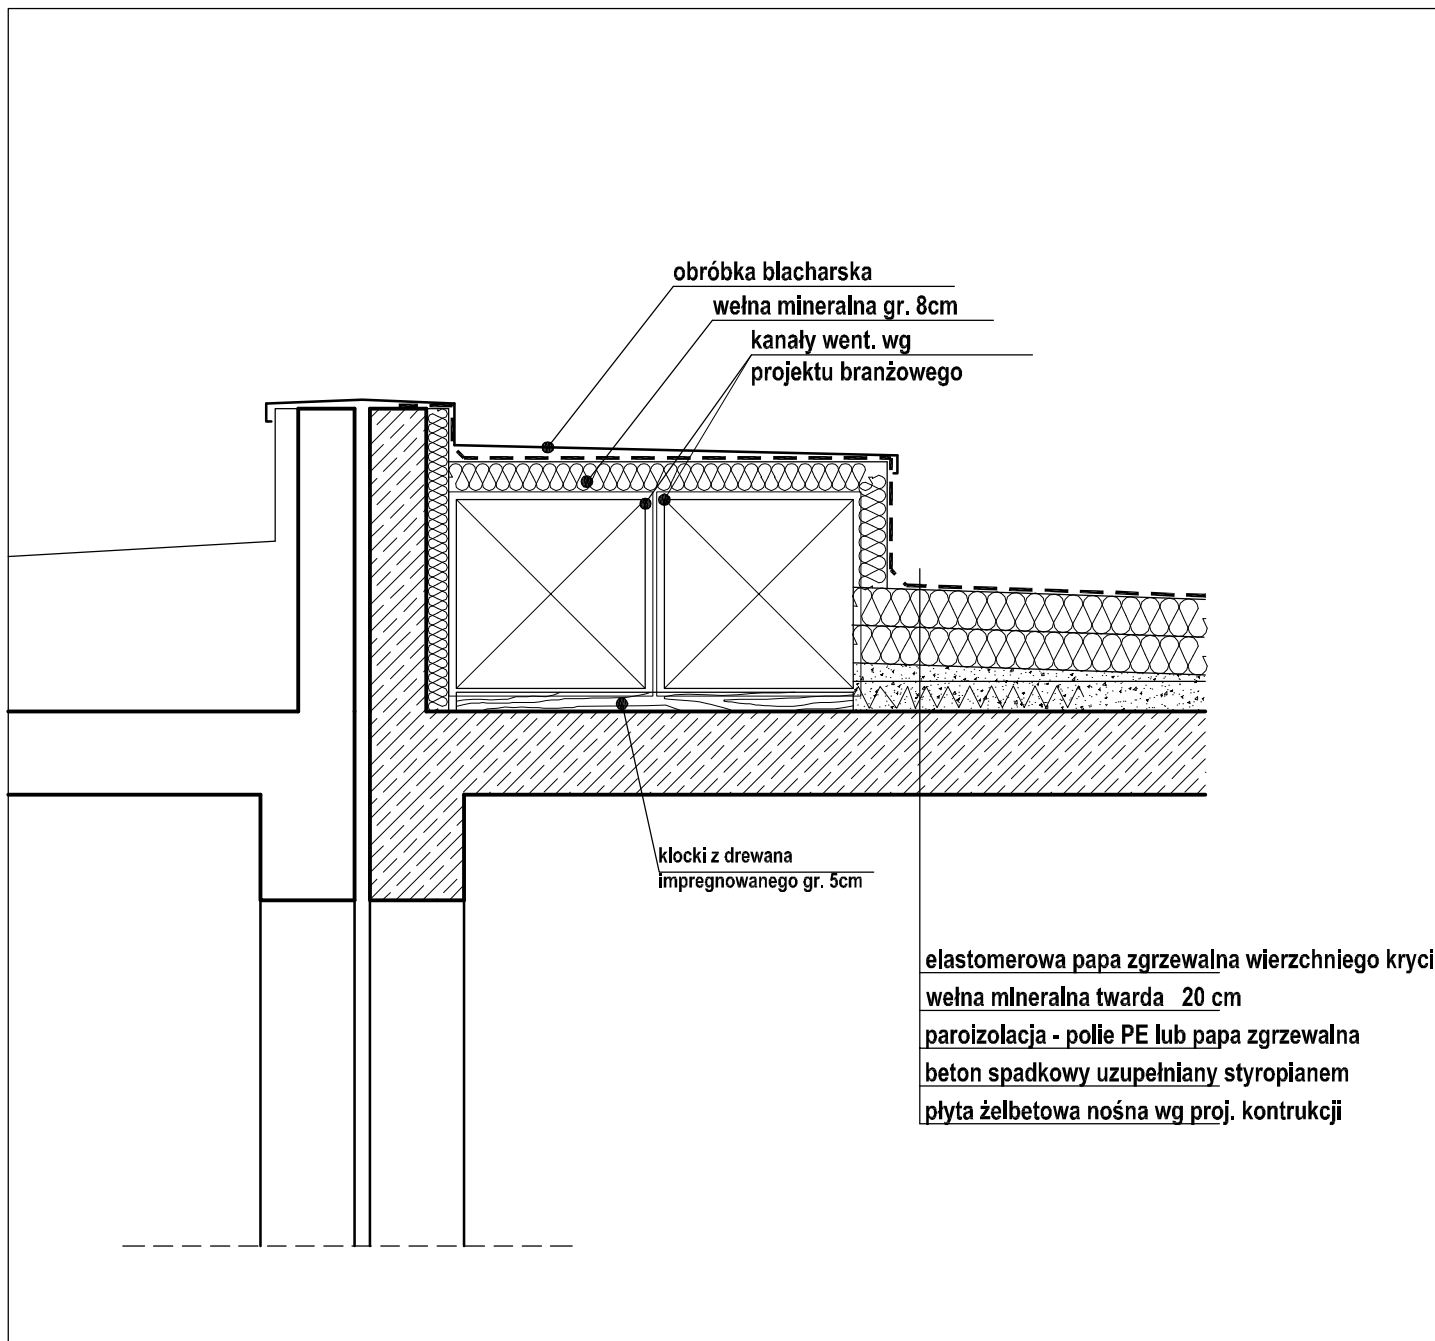 obróbka blacharska
wełna mineralna gr. 8cm
kanały went. wg
projektu branżowego
klocki z drewana
impregnowanego gr. 5cm
elastomerowa papa zgrzewalna wierzchniego kryci
wełna mineralna twarda 20 cm
paroizolacja - polie PE lub papa zgrzewalna
beton spadkowy uzupełniany styropianem
płyta żelbetowa nośna wg proj. kontrukcji